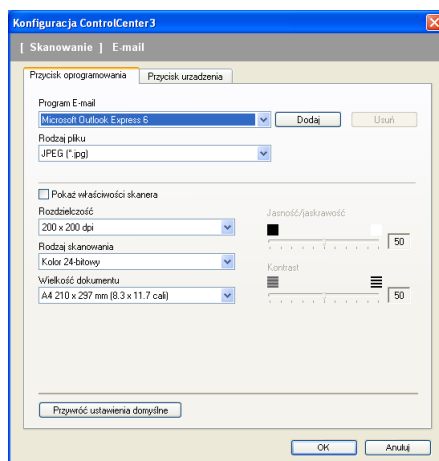 Konfiguracja ControlCenter3
[ Skanowanie ] E-mail
Przycisk oprogramowania Przycisk urzadzenia
Program E-mail
Microsoft Outlook Express 6 Dodaj Usuń
Rodzaj pliku
JPEG (*.jpg)
Pokaż właściwości skanera
Rozdzielczość Jasność/jaskrawość
200 x 200 dpi 50
Rodzaj skanowania
Kolor 24-bitowy
Kontrast
Wielkość dokumentu
A4 210 x 297 mm (8.3 x 11.7 cali) 50
Przywróć ustawienia domyślne
OK Anuluj